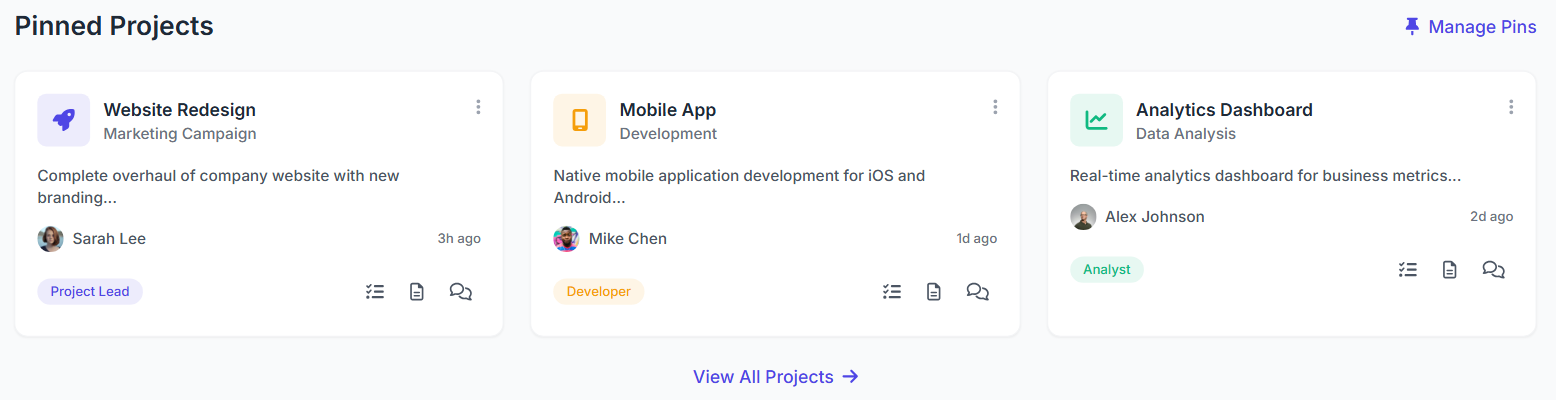 Pinned Projects
Manage Pins
Website Redesign
Marketing Campaign
Complete overhaul of company website with new
branding...
Sarah Lee
3h ago
Project Lead
Mobile App
Development
Native mobile application development for iOS and
Android...
Mike Chen
1d ago
Developer
Analytics Dashboard
Data Analysis
Real-time analytics dashboard for business metrics...
Alex Johnson
2d ago
Analyst
View All Projects